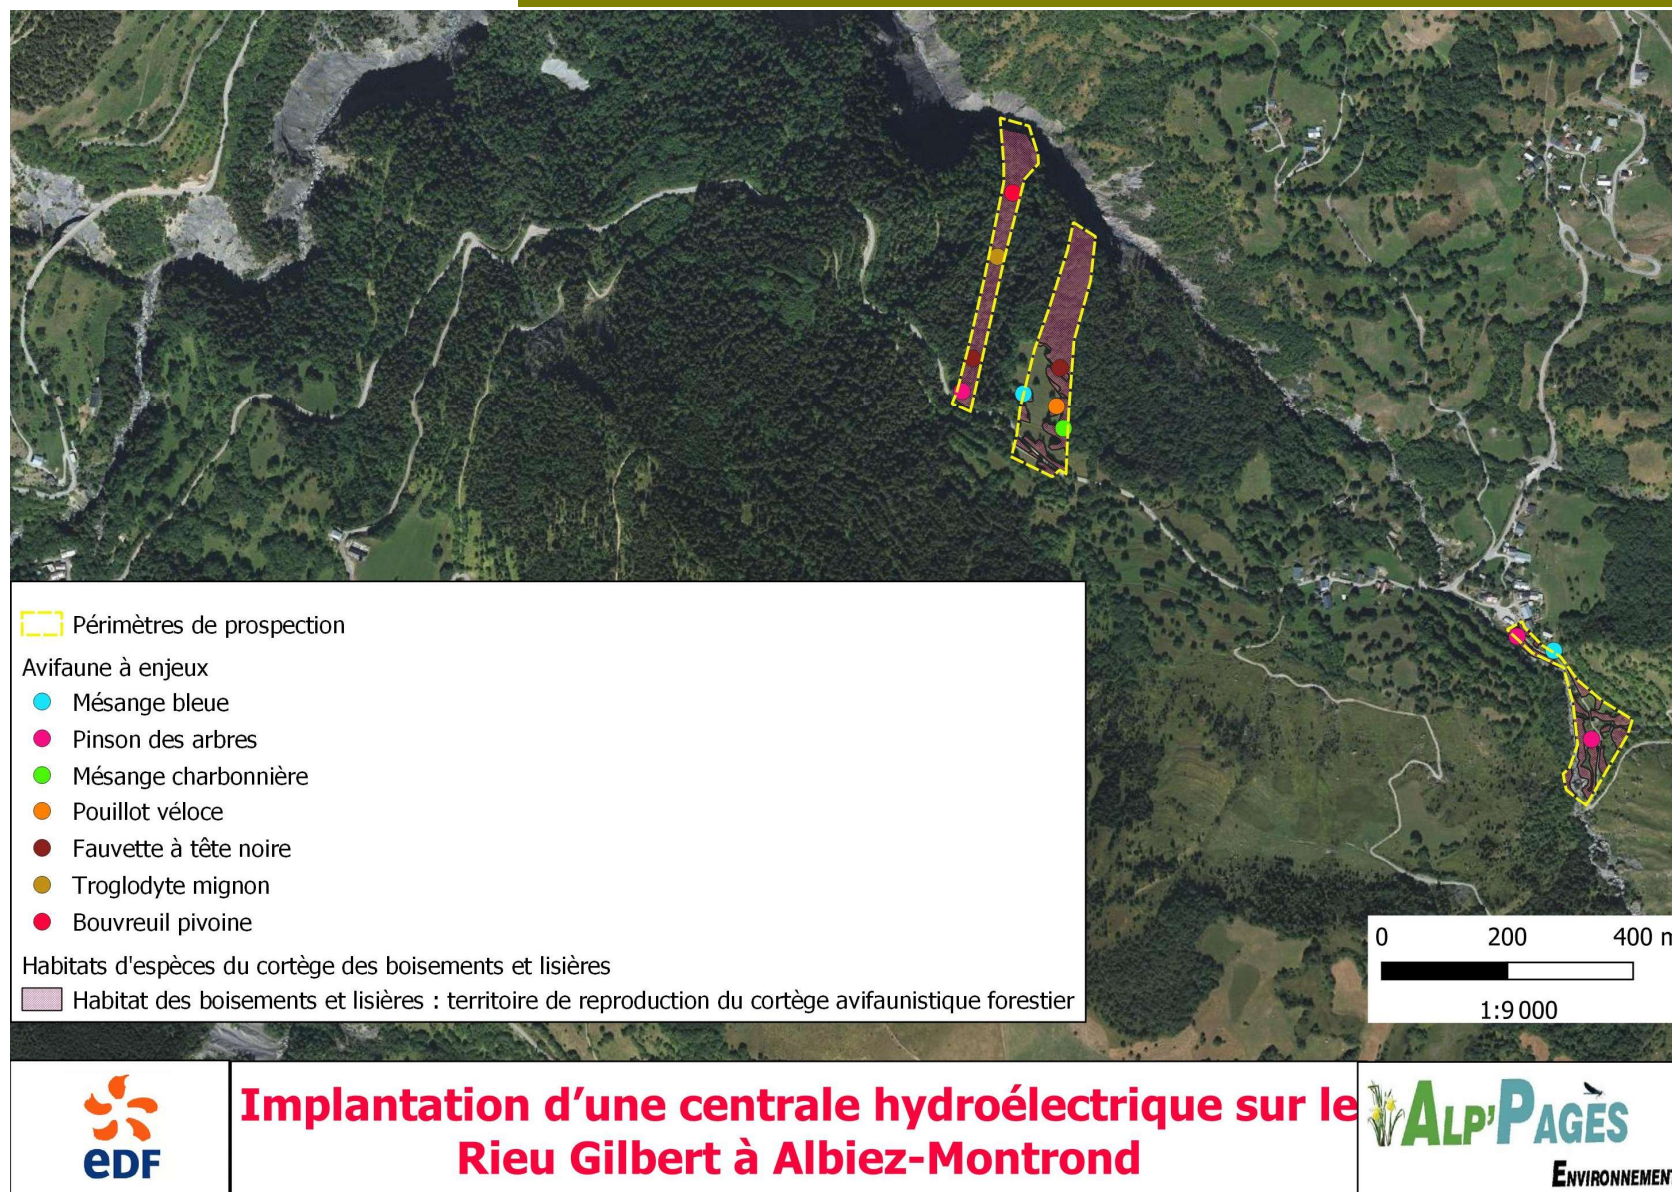 Périmètres de prospection
Avifaune à enjeux
Mésange bleue
Pinson des arbres
Mésange charbonnière
Pouillot véloce
Fauvette à tête noire
Troglodyte mignon
Bouvreuil pivoine
Habitats d'espèces du cortège des boisements et lisières
Habitat des boisements et lisières : territoire de reproduction du cortège avifaunistique forestier
0 200 400 m
1:9 000
eDF
Implantation d’une centrale hydroélectrique sur le
Rieu Gilbert à Albiez-Montrond
ALP'PAGÈS
ENVIRONNEMENT